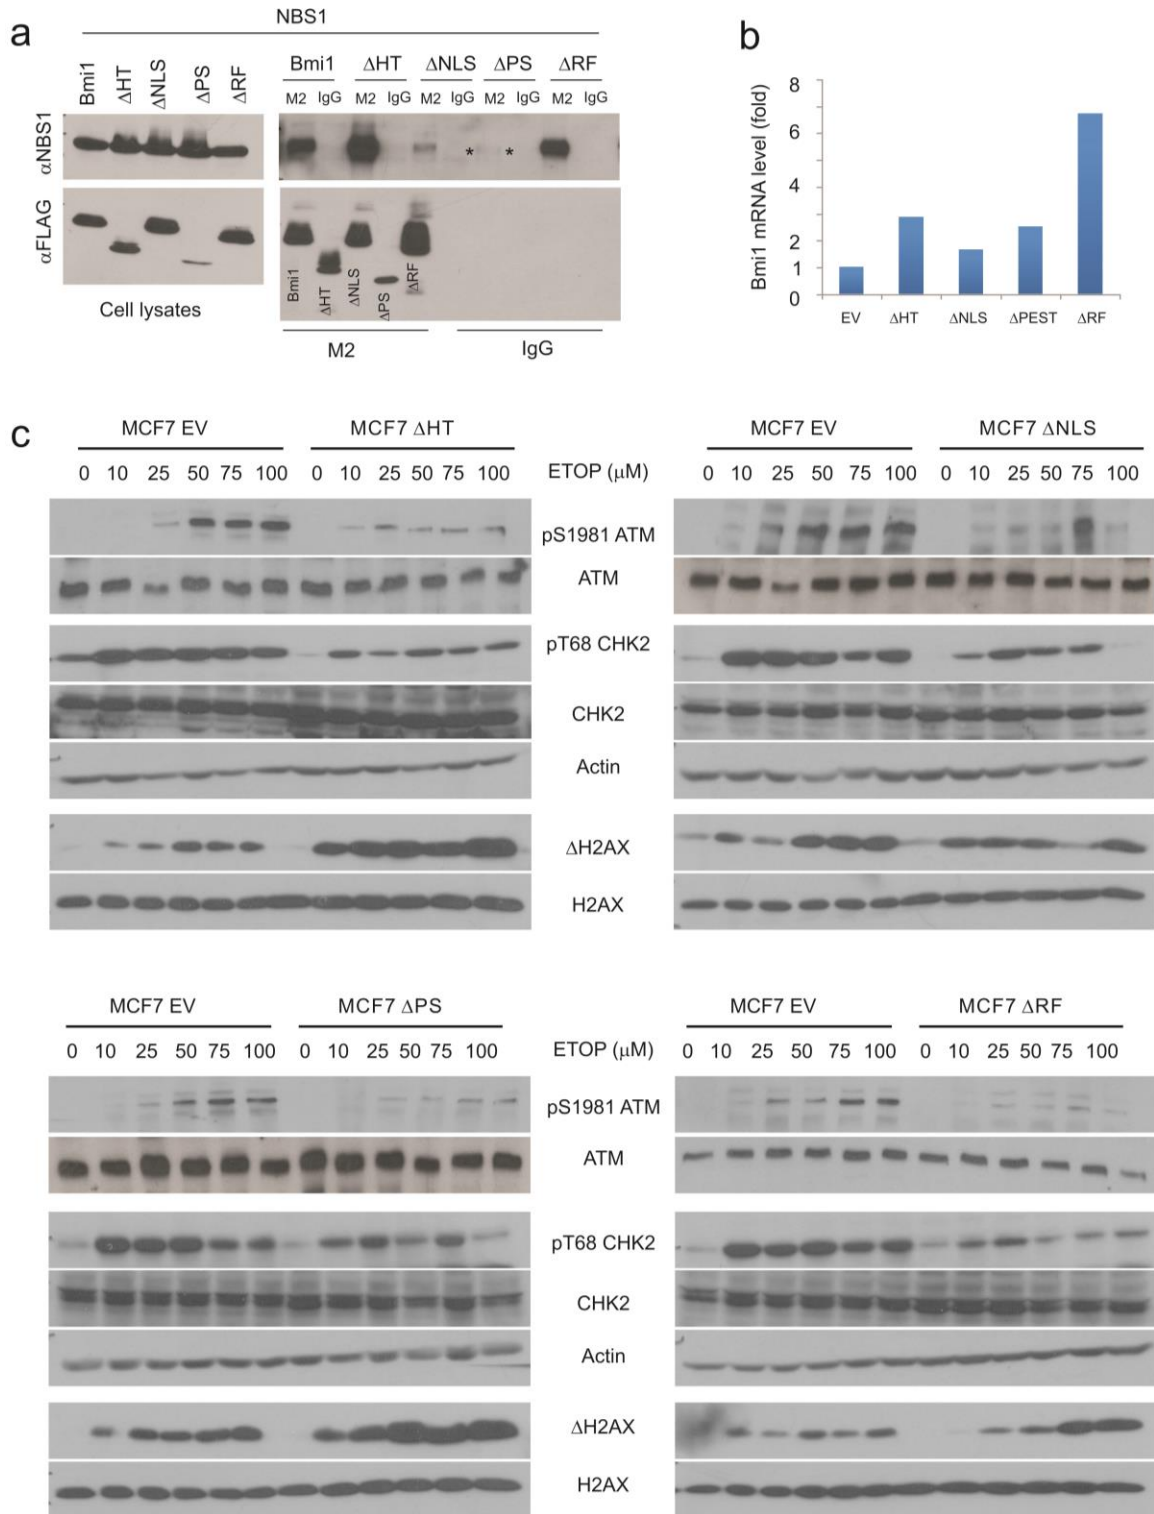 a
NBS1
Bmi1 ΔHT ΔNLS ΔPS ΔRF
Bmi1 ΔHT ΔNLS ΔPS ΔRF
M2 IgG M2 IgG M2 IgG M2 IgG M2 IgG
αNBS1
* *
αFLAG
Bmi1 ΔHT ΔNLS ΔPS ΔRF
Cell lysates
M2 IgG
b
Bmi1 mRNA level (fold)
8
6
4
2
1
0
EV ΔHT ΔNLS ΔPEST ΔRF
c
MCF7 EV MCF7 ΔHT
0 10 25 50 75 100 0 10 25 50 75 100
ETOP (μM)
MCF7 EV MCF7 ΔNLS
0 10 25 50 75 100 0 10 25 50 75 100
pS1981 ATM
ATM
pT68 CHK2
CHK2
Actin
ΔH2AX
H2AX
MCF7 EV MCF7 ΔPS
0 10 25 50 75 100 0 10 25 50 75 100
ETOP (μM)
MCF7 EV MCF7 ΔRF
0 10 25 50 75 100 0 10 25 50 75 100
pS1981 ATM
ATM
pT68 CHK2
CHK2
Actin
ΔH2AX
H2AX